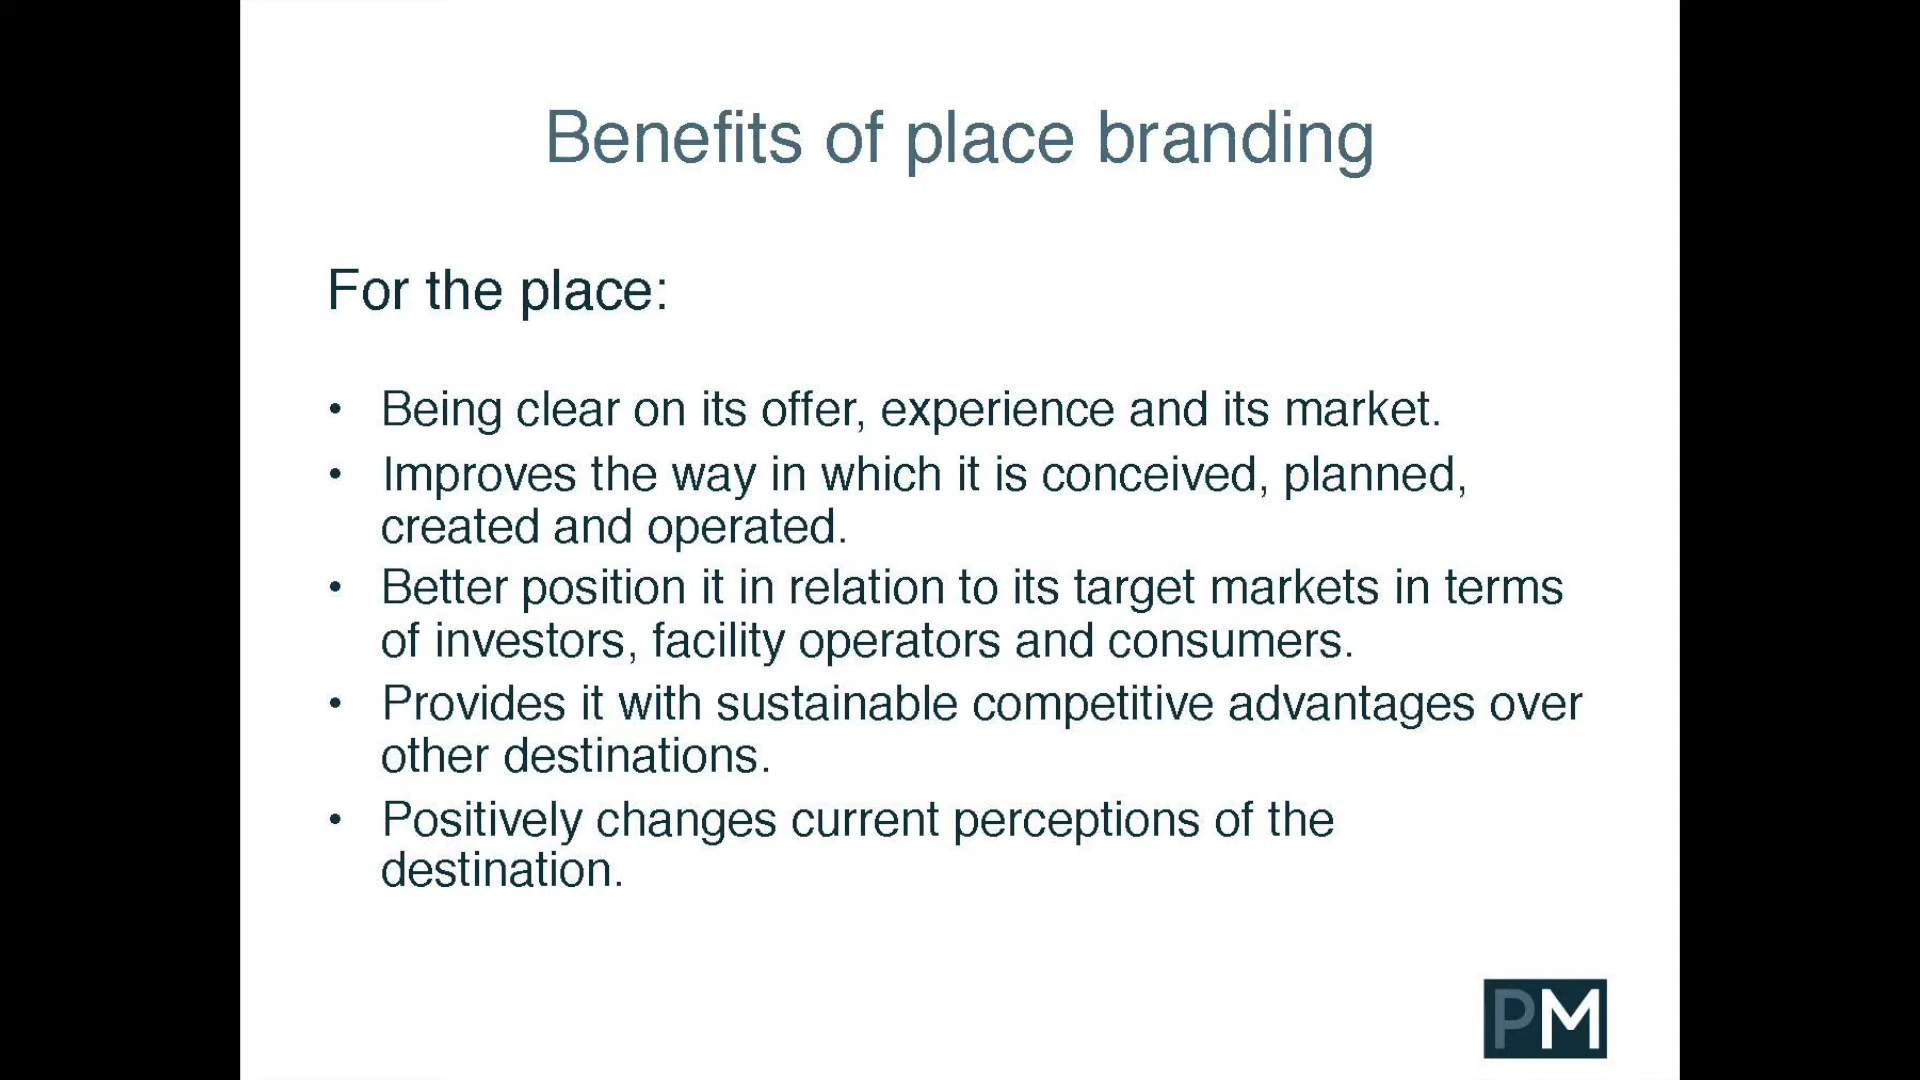 Benefits of place branding
For the place:
• Being clear on its offer, experience and its market.
• Improves the way in which it is conceived, planned,
created and operated.
• Better position it in relation to its target markets in terms
of investors, facility operators and consumers.
• Provides it with sustainable competitive advantages over
other destinations.
• Positively changes current perceptions of the
destination.
PM